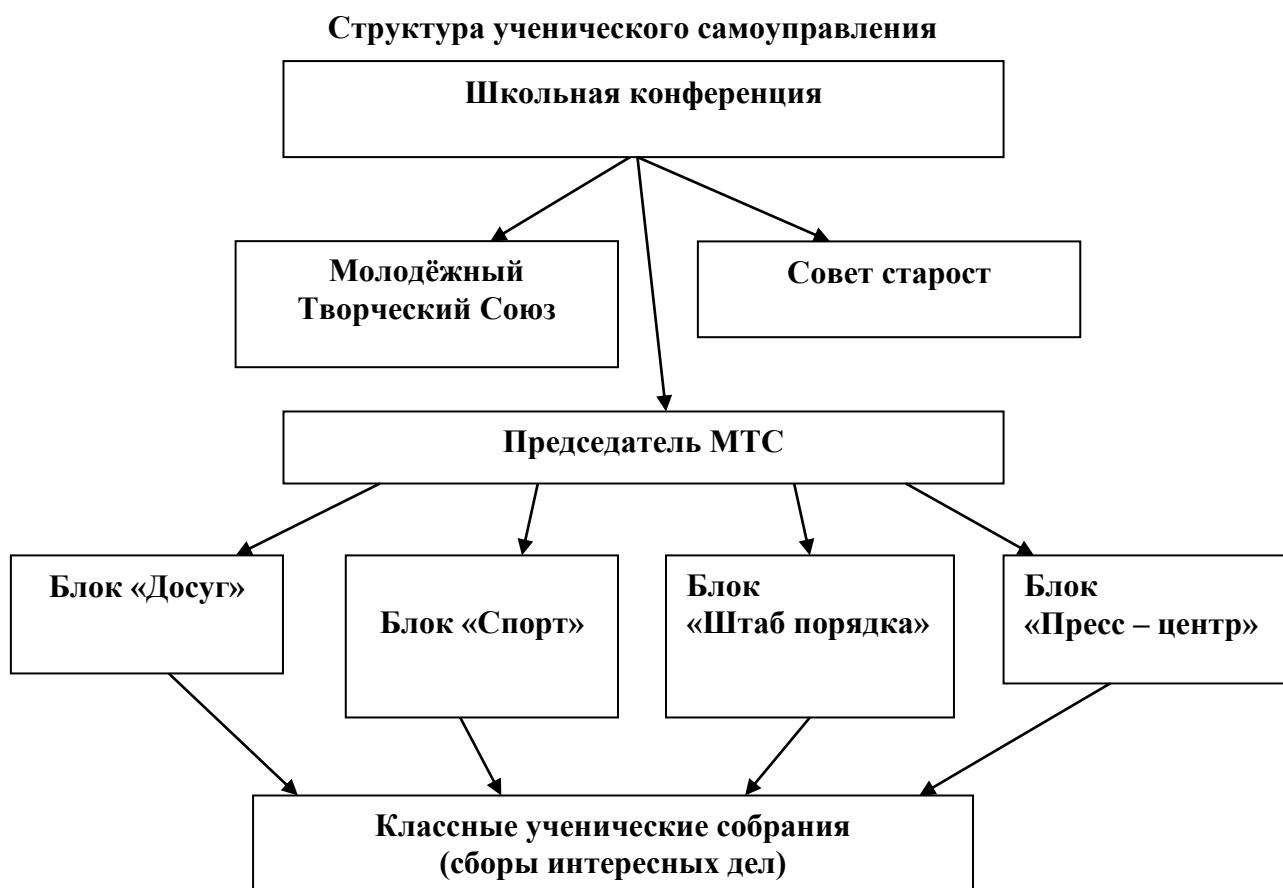 Структура ученического самоуправления
Школьная конференция
Молодёжный
Творческий Союз
Совет старост
Председатель МТС
Блок «Досуг»
Блок «Спорт»
Блок
«Штаб порядка»
Блок
«Пресс – центр»
Классные ученические собрания
(сборы интересных дел)